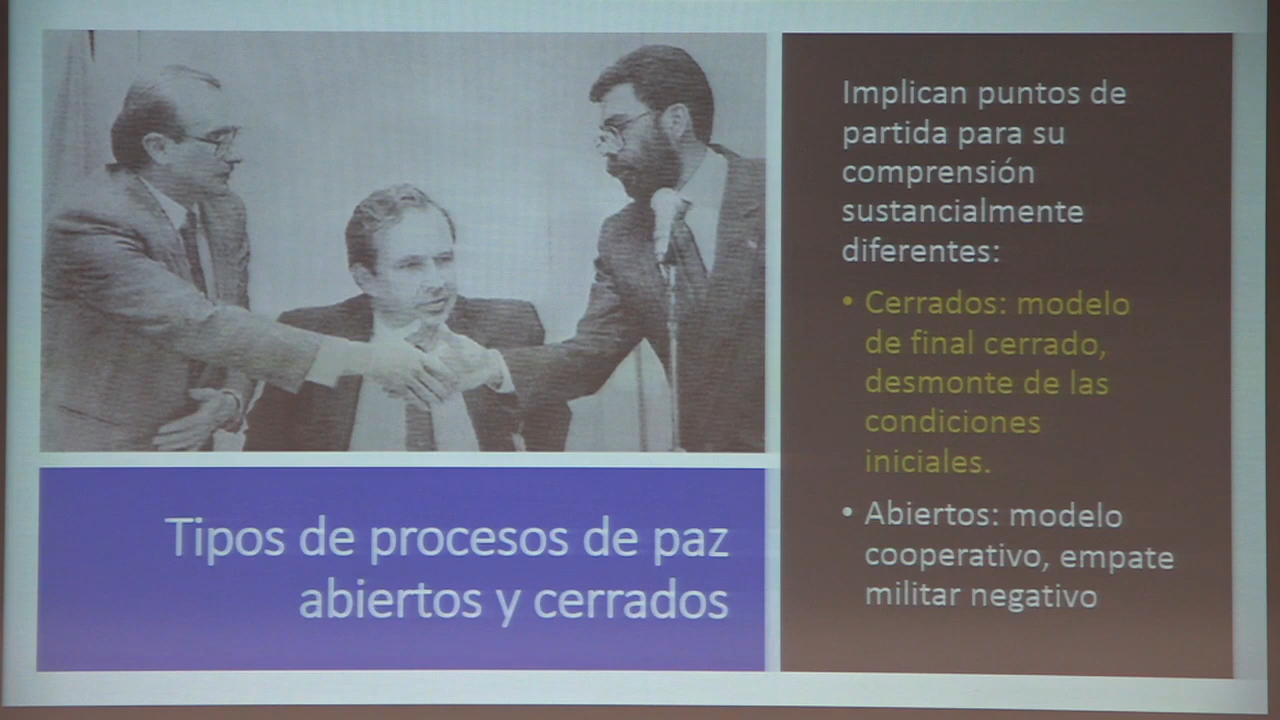 Tipos de procesos de paz
abiertos y cerrados
Implican puntos de
partida para su
comprensión
sustancialmente
diferentes:
• Cerrados: modelo
de final cerrado,
desmonte de las
condiciones
iniciales.
• Abiertos: modelo
cooperativo, empate
militar negativo